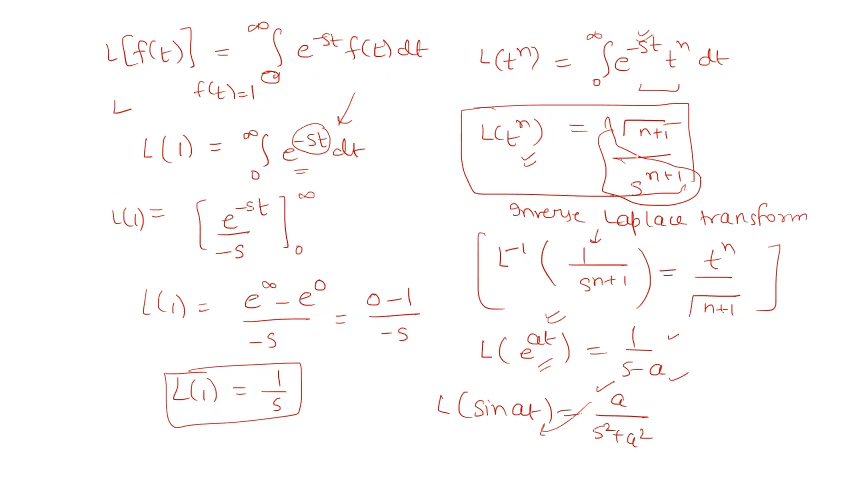 L[f(t)] = ∫₀^∞ e^-st f(t) dt
f(t)=1
L
L(1) = ∫₀^∞ e^-st dt
L(1) = [e^-st / -s]₀^∞
L(1) = (e^∞ - e^0) / -s = (0-1) / -s
L(1) = 1/s
L(t^n) = ∫₀^∞ e^-st t^n dt
L(t^n) = Γ(n+1) / s^(n+1)
Inverse Laplace transform
[L^-1 (1 / s^n+1) = t^n / Γ(n+1)]
L(e^at) = 1 / (s-a)
L(sin at) = a / (s²+a²)